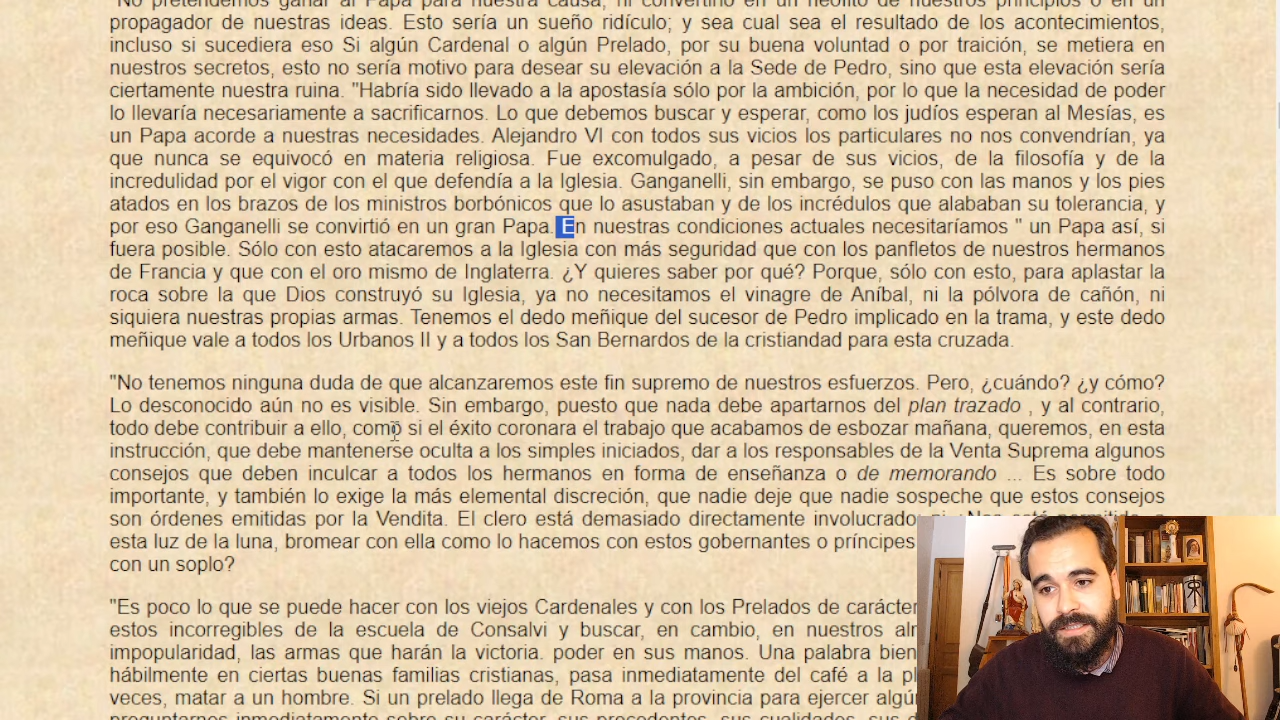 "No pretendemos ganar al Papa para nuestra causa, ni convertirlo en un neófito de nuestros principios o en un
propagador de nuestras ideas. Esto sería un sueño ridículo; y sea cual sea el resultado de los acontecimientos,
incluso si sucediera eso Si algún Cardenal o algún Prelado, por su buena voluntad o por traición, se metiera en
nuestros secretos, esto no sería motivo para desear su elevación a la Sede de Pedro, sino que esta elevación sería
ciertamente nuestra ruina. "Habría sido llevado a la apostasía sólo por la ambición, por lo que la necesidad de poder
lo llevaría necesariamente a sacrificarnos. Lo que debemos buscar y esperar, como los judíos esperan al Mesías, es
un Papa acorde a nuestras necesidades. Alejandro VI con todos sus vicios los particulares no nos convendrían, ya
que nunca se equivocó en materia religiosa. Fue excomulgado, a pesar de sus vicios, de la filosofía y de la
incredulidad por el vigor con el que defendía a la Iglesia. Ganganelli, sin embargo, se puso con las manos y los pies
atados en los brazos de los ministros borbónicos que lo asustaban y de los incrédulos que alababan su tolerancia, y
por eso Ganganelli se convirtió en un gran Papa. En nuestras condiciones actuales necesitaríamos " un Papa así, si
fuera posible. Sólo con esto atacaremos a la Iglesia con más seguridad que con los panfletos de nuestros hermanos
de Francia y que con el oro mismo de Inglaterra. ¿Y quieres saber por qué? Porque, sólo con esto, para aplastar la
roca sobre la que Dios construyó su Iglesia, ya no necesitamos el vinagre de Aníbal, ni la pólvora de cañón, ni
siquiera nuestras propias armas. Tenemos el dedo meñique del sucesor de Pedro implicado en la trama, y este dedo
meñique vale a todos los Urbanos II y a todos los San Bernardos de la cristiandad para esta cruzada.
"No tenemos ninguna duda de que alcanzaremos este fin supremo de nuestros esfuerzos. Pero, ¿cuándo? ¿y cómo?
Lo desconocido aún no es visible. Sin embargo, puesto que nada debe apartarnos del plan trazado , y al contrario,
todo debe contribuir a ello, como si el éxito coronara el trabajo que acabamos de esbozar mañana, queremos, en esta
instrucción, que debe mantenerse oculta a los simples iniciados, dar a los responsables de la Venta Suprema algunos
consejos que deben inculcar a todos los hermanos en forma de enseñanza o de memorando ... Es sobre todo
importante, y también lo exige la más elemental discreción, que nadie deje que nadie sospeche que estos consejos
son órdenes emitidas por la Vendita. El clero está demasiado directamente involucrado
esta luz de la luna, bromear con ella como lo hacemos con estos gobernantes o príncipes
con un soplo?
"Es poco lo que se puede hacer con los viejos Cardenales y con los Prelados de carácter
estos incorregibles de la escuela de Consalvi y buscar, en cambio, en nuestros
impopularidad, las armas que harán la victoria. poder en sus manos. Una palabra bien
hábilmente en ciertas buenas familias cristianas, pasa inmediatamente del café a la
veces, matar a un hombre. Si un prelado llega de Roma a la provincia para ejercer
preguntarnos inmediatamente sobre su carácter, sus precedentes, sus cualidades, sus